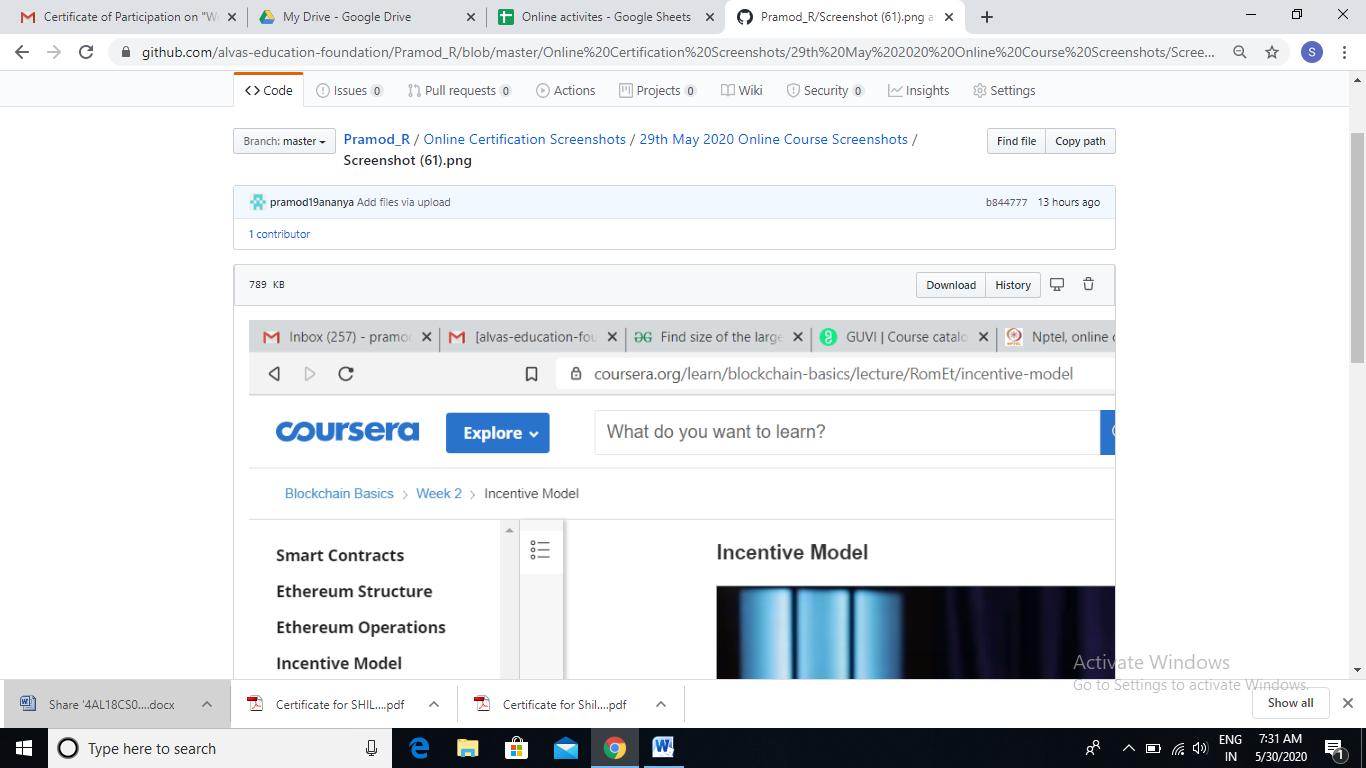 Certificate of Participation on "W
My Drive - Google Drive
Online activites - Google Sheets
Pramod_R/Screenshot (61).png a
github.com/alvas-education-foundation/Pramod_R/blob/master/Online%20Certification%20Screenshots/29th%20May%202020%20Online%20Course%20Screenshots/Scree...
S
<> Code
Issues 0
Pull requests 0
Actions
Projects 0
Wiki
Security 0
Insights
Settings
Branch: master
Pramod_R / Online Certification Screenshots / 29th May 2020 Online Course Screenshots /
Screenshot (61).png
Find file
Copy path
pramod19ananya Add files via upload
b844777 13 hours ago
1 contributor
789 KB
Download
History
Inbox (257) - pramo
[alvas-education-fou
Find size of the large
GUVI | Course catalo
Nptel, online c
coursera.org/learn/blockchain-basics/lecture/RomEt/incentive-model
coursera
Explore
What do you want to learn?
Blockchain Basics > Week 2 > Incentive Model
Smart Contracts
Ethereum Structure
Ethereum Operations
Incentive Model
Incentive Model
Activate Windows
Go to Settings to activate Windows.
Share '4AL18CS0....docx
Certificate for SHIL....pdf
Certificate for Shil....pdf
Show all
Type here to search
ENG
IN
7:31 AM
5/30/2020
1